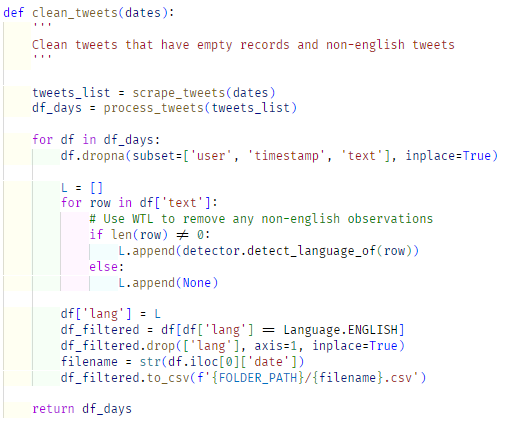 def clean_tweets(dates):
    '''
    Clean tweets that have empty records and non-english tweets
    '''
    tweets_list = scrape_tweets(dates)
    df_days = process_tweets(tweets_list)
    for df in df_days:
        df.dropna(subset=['user', 'timestamp', 'text'], inplace=True)
        L = []
        for row in df['text']:
            # Use WTL to remove any non-english observations
            if len(row) ≠ 0:
                L.append(detector.detect_language_of(row))
            else:
                L.append(None)
        df['lang'] = L
        df_filtered = df[df['lang'] == Language.ENGLISH]
        df_filtered.drop(['lang'], axis=1, inplace=True)
        filename = str(df.iloc[0]['date'])
        df_filtered.to_csv(f'{FOLDER_PATH}/{filename}.csv')
    return df_days